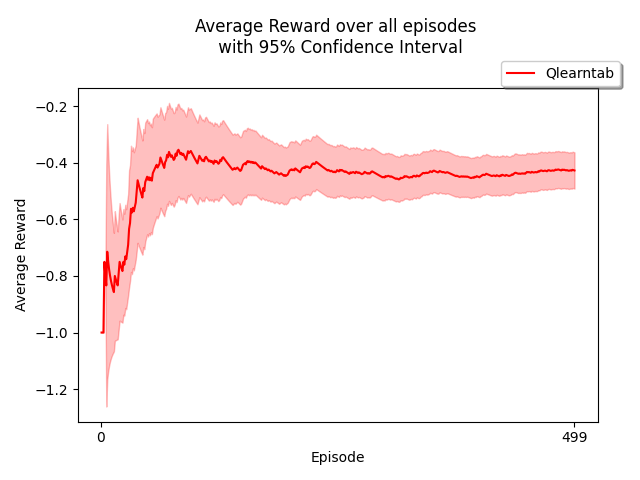 Average Reward over all episodes
with 95% Confidence Interval
Qlearntab
−0.2
−0.4
−0.6
−0.8
−1.0
−1.2
Average Reward
0
499
Episode